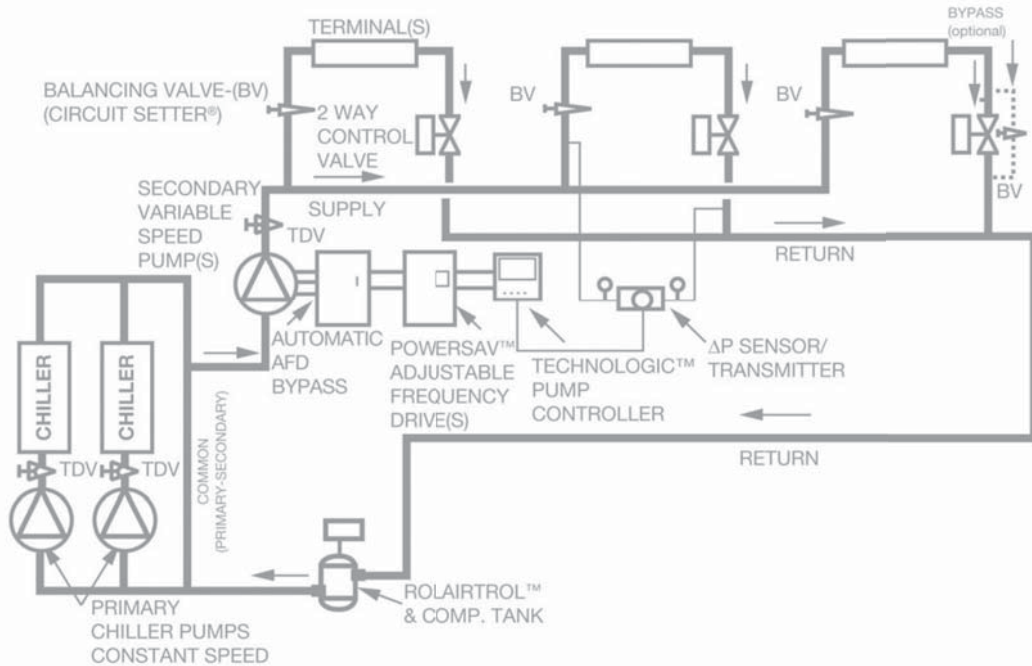 TERMINAL(S)
BYPASS
(optional)
BALANCING VALVE-(BV)
(CIRCUIT SETTER®)
2 WAY
CONTROL
VALVE
BV
BV
BV
SECONDARY
VARIABLE
SPEED
PUMP(S)
SUPPLY
TDV
RETURN
AUTOMATIC
AFD
BYPASS
POWERSAV™
ADJUSTABLE
FREQUENCY
DRIVE(S)
TECHNOLOGIC™
PUMP
CONTROLLER
ΔP SENSOR/
TRANSMITTER
CHILLER
CHILLER
TDV
TDV
COMMON
(PRIMARY-SECONDARY)
RETURN
ROLAIRTROL™
& COMP. TANK
PRIMARY
CHILLER PUMPS
CONSTANT SPEED